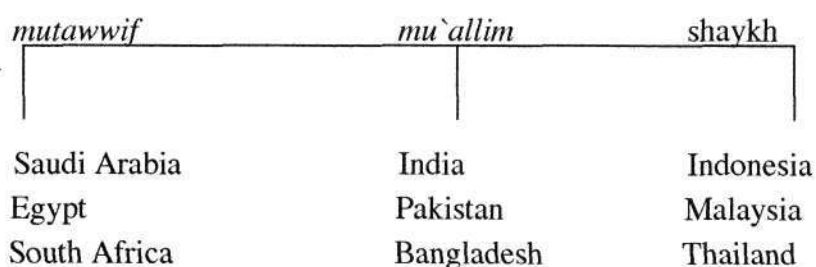 mutawwif mu`allim shaykh
Saudi Arabia India Indonesia
Egypt Pakistan Malaysia
South Africa Bangladesh Thailand